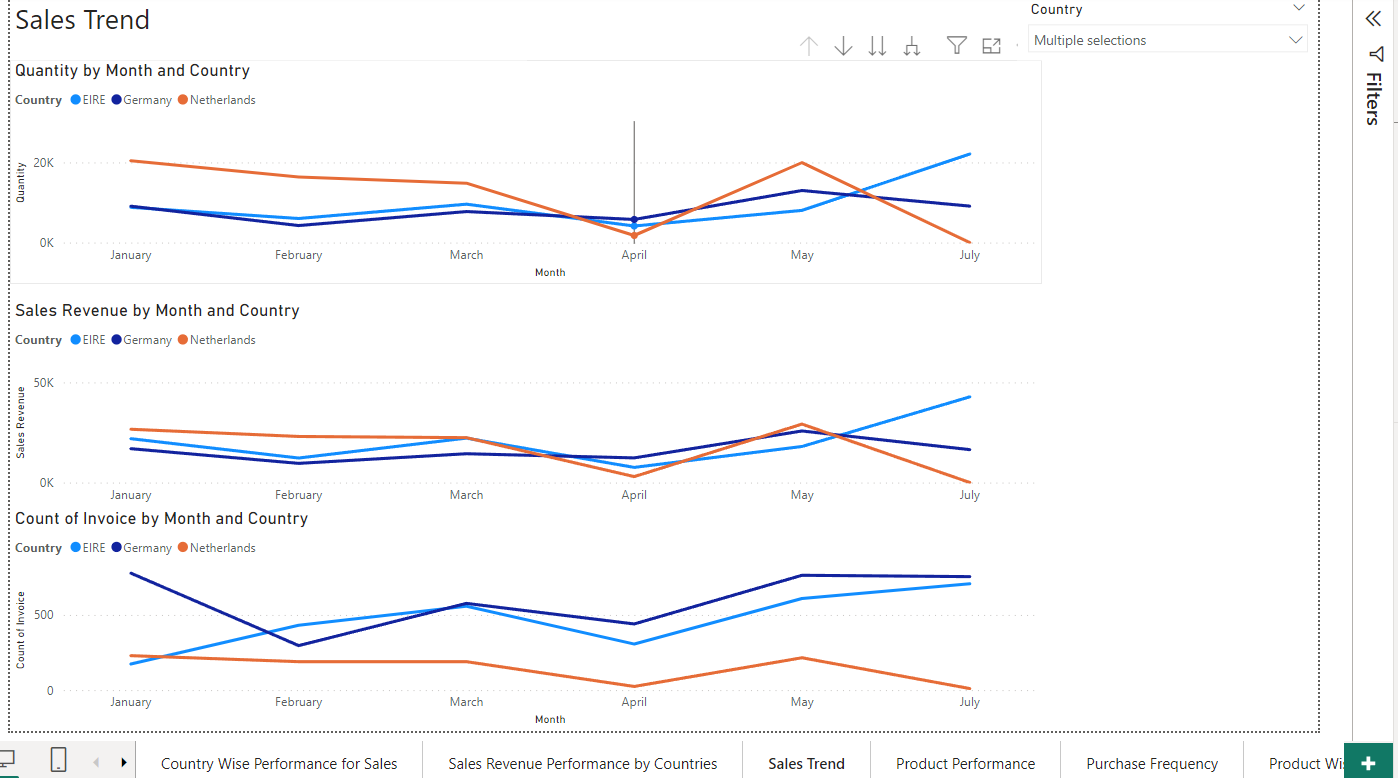 Sales Trend
Country
Multiple selections
Filters
Quantity by Month and Country
Country EIRE Germany Netherlands
Quantity
20K
0K
January February March April May July
Month
Sales Revenue by Month and Country
Country EIRE Germany Netherlands
Sales Revenue
50K
0K
January February March April May July
Count of Invoice by Month and Country
Country EIRE Germany Netherlands
Count of Invoice
500
0
January February March April May July
Month
Country Wise Performance for Sales Sales Revenue Performance by Countries Sales Trend Product Performance Purchase Frequency Product Wi